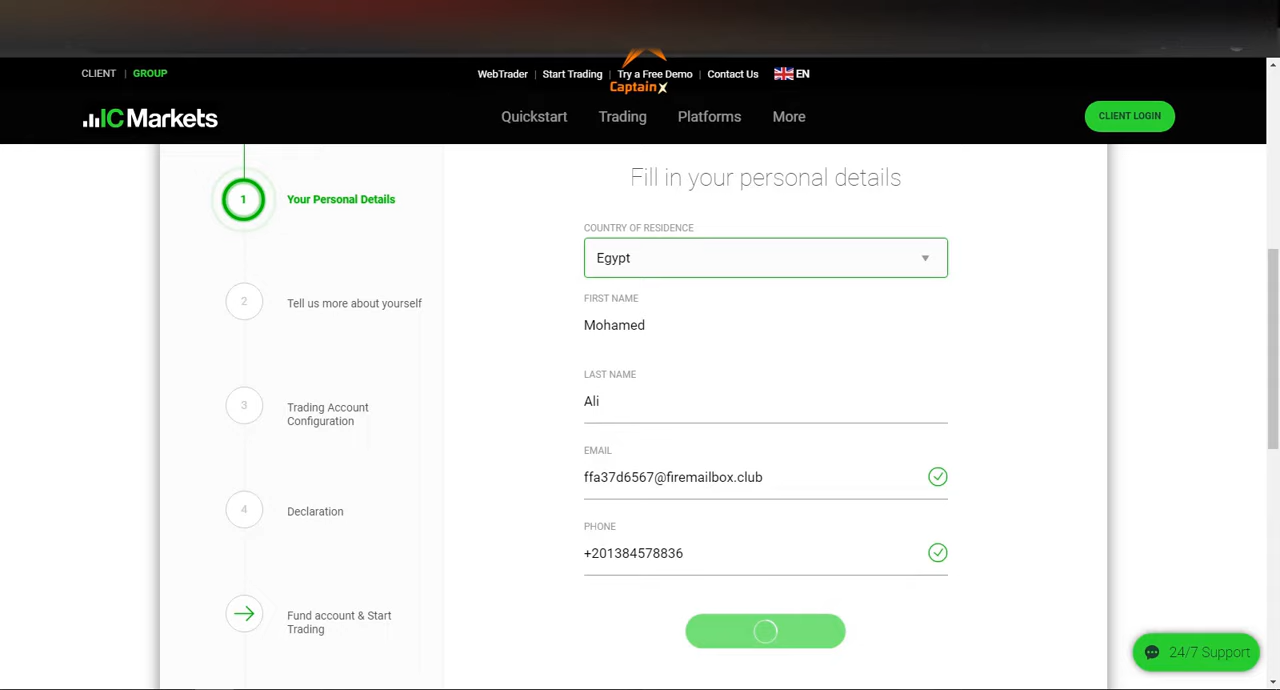 CLIENT | GROUP
WebTrader | Start Trading | Try a Free Demo | Contact Us EN
CaptainX
IC Markets
Quickstart Trading Platforms More
CLIENT LOGIN
1 Your Personal Details
2 Tell us more about yourself
3 Trading Account
Configuration
4 Declaration
Fund account & Start
Trading
Fill in your personal details
COUNTRY OF RESIDENCE
Egypt
FIRST NAME
Mohamed
LAST NAME
Ali
EMAIL
ffa37d6567@firemailbox.club
PHONE
+201384578836
24/7 Support